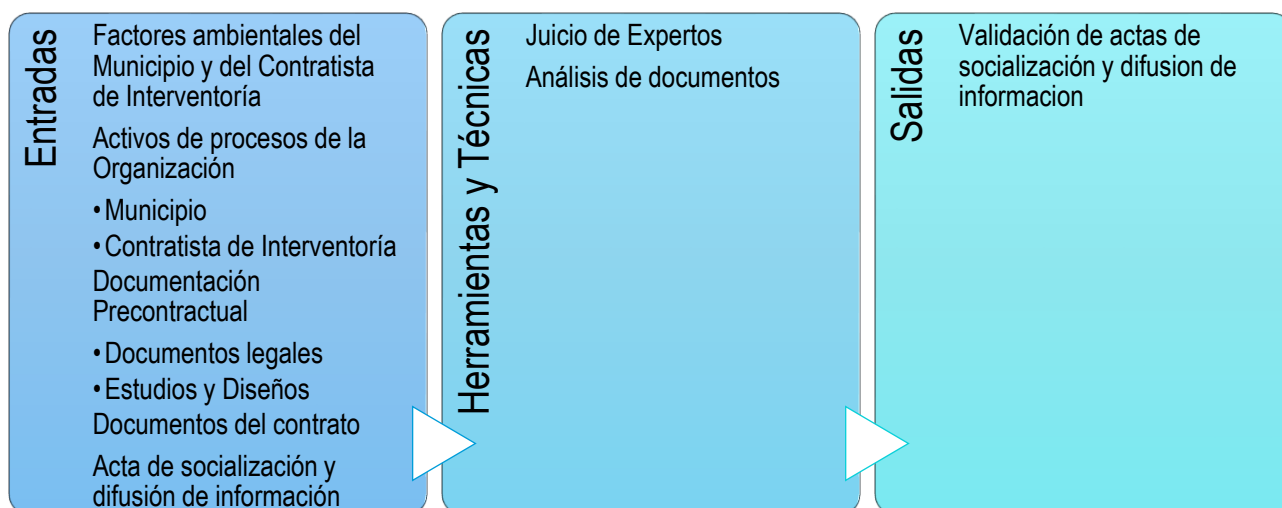 Entradas
Factores ambientales del
Municipio y del Contratista
de Interventoría
Activos de procesos de la
Organización
• Municipio
• Contratista de Interventoría
Documentación
Precontractual
• Documentos legales
• Estudios y Diseños
Documentos del contrato
Acta de socialización y
difusión de información
Herramientas y Técnicas
Juicio de Expertos
Análisis de documentos
Salidas
Validación de actas de
socialización y difusion de
informacion